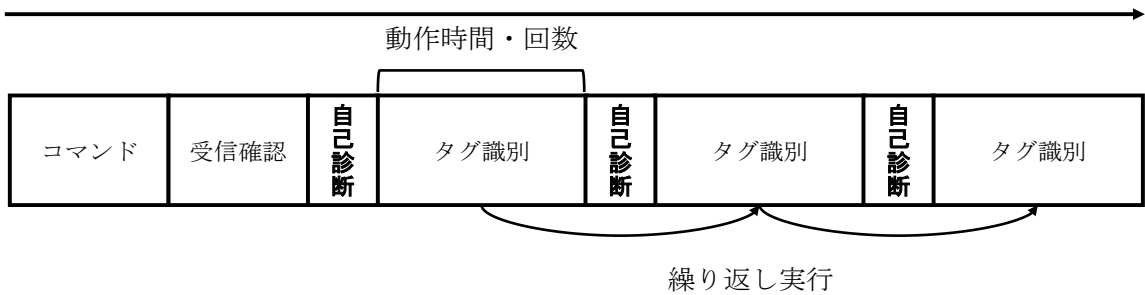 動作時間・回数
コマンド
受信確認
自己診断
タグ識別
自己診断
タグ識別
自己診断
タグ識別
繰り返し実行